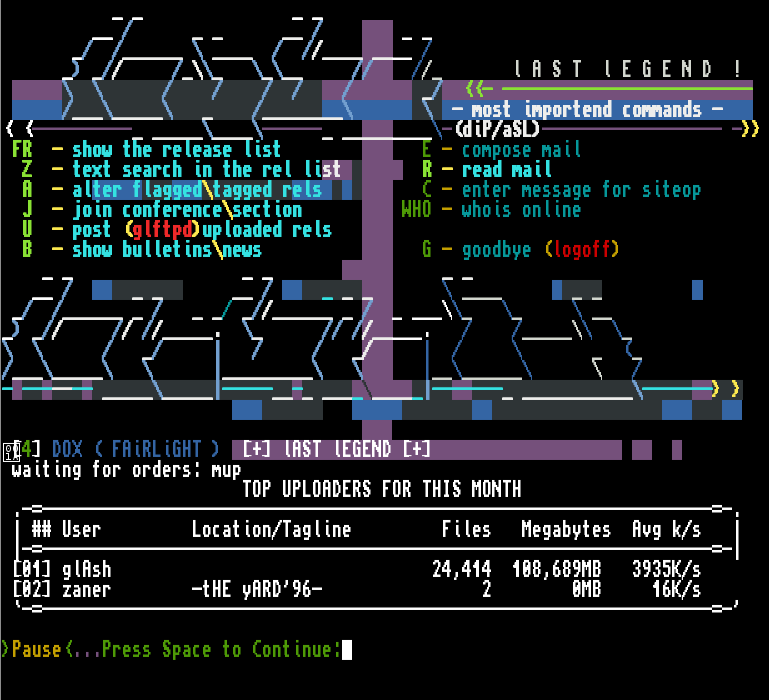 lAST lEGEND !
《- 
- most importend commands -
(diP/aSL)
FR - show the release list
E - compose mail
Z - text search in the rel list
R - read mail
A - alter flagged\tagged rels
C - enter message for siteop
J - join conference\section
WHO - whois online
U - post (glftpd)uploaded rels
B - show bulletins\news
G - goodbye (logoff)
[04] DOX ( FAiRLiGHT ) [+] lAST lEGEND [+]
waiting for orders: mup
TOP UPLOADERS FOR THIS MONTH
## User Location/Tagline Files Megabytes Avg k/s
[01] glAsh 24,414 108,689MB 3935K/s
[02] zaner -tHE yARD'96- 2 0MB 16K/s
>Pause<...Press Space to Continue: